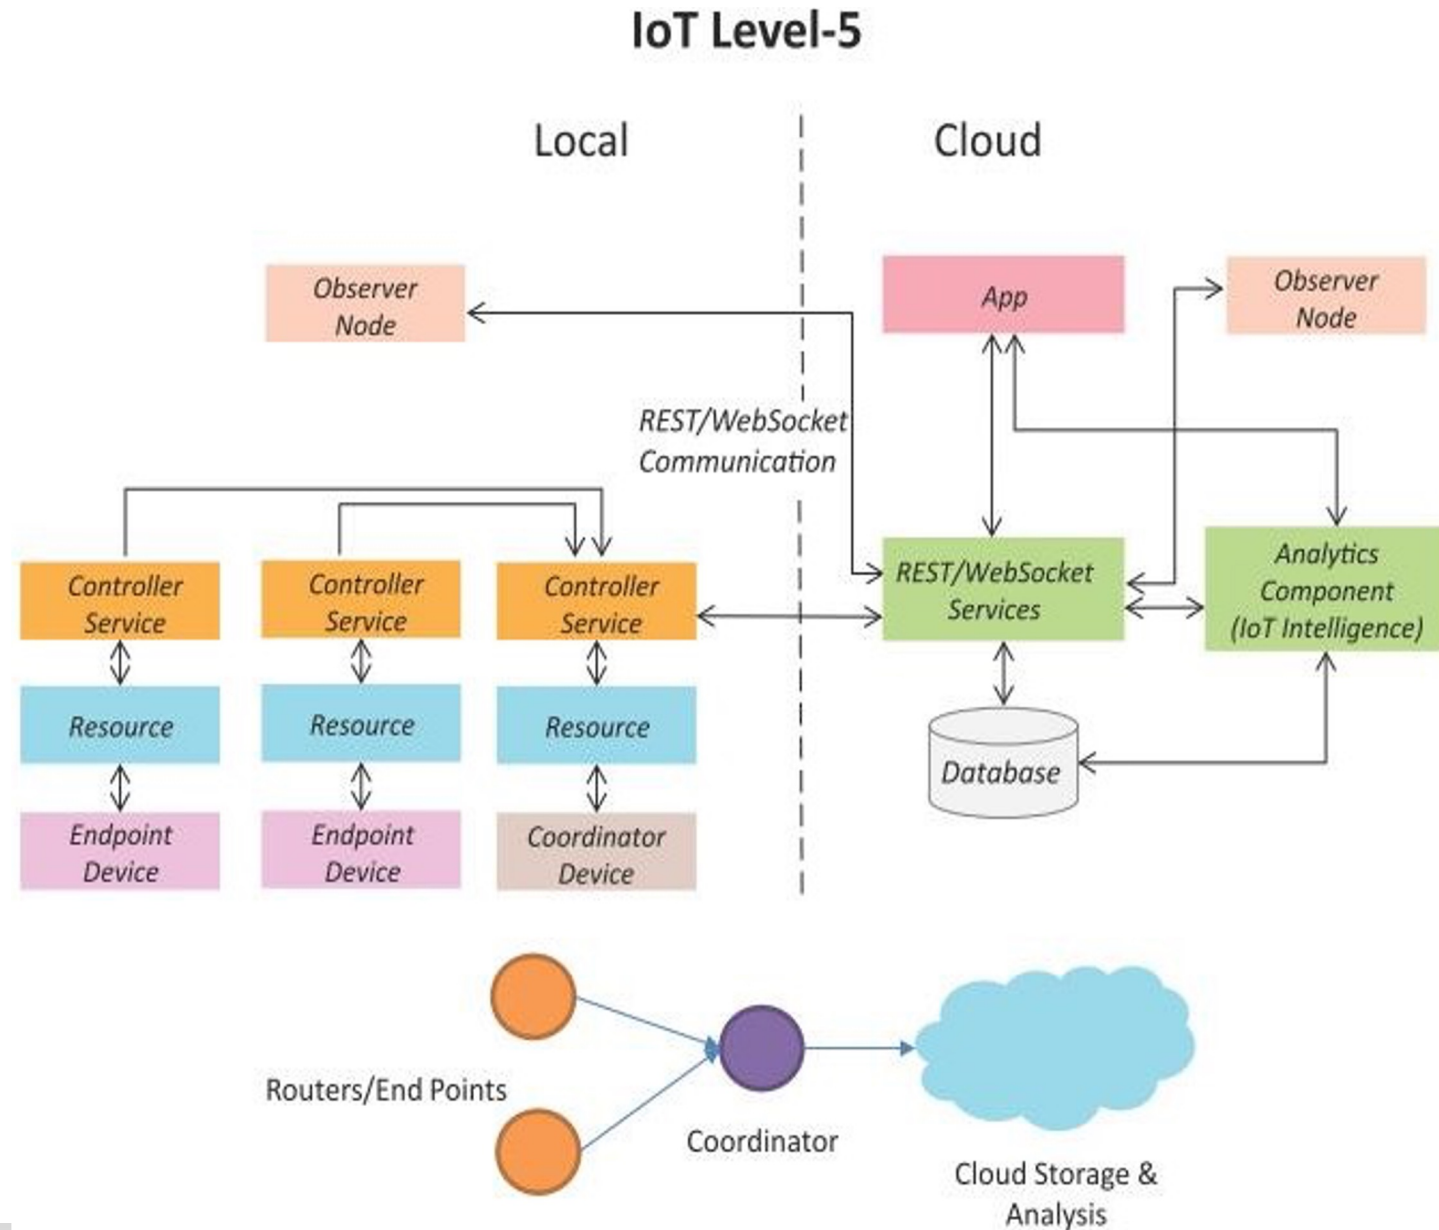 IoT Level-5
Local
Cloud
Observer
Node
App
Observer
Node
REST/WebSocket
Communication
Controller
Service
Controller
Service
Controller
Service
REST/WebSocket
Services
Analytics
Component
(IoT Intelligence)
Resource
Resource
Resource
Database
Endpoint
Device
Endpoint
Device
Coordinator
Device
Routers/End Points
Coordinator
Cloud Storage &
Analysis